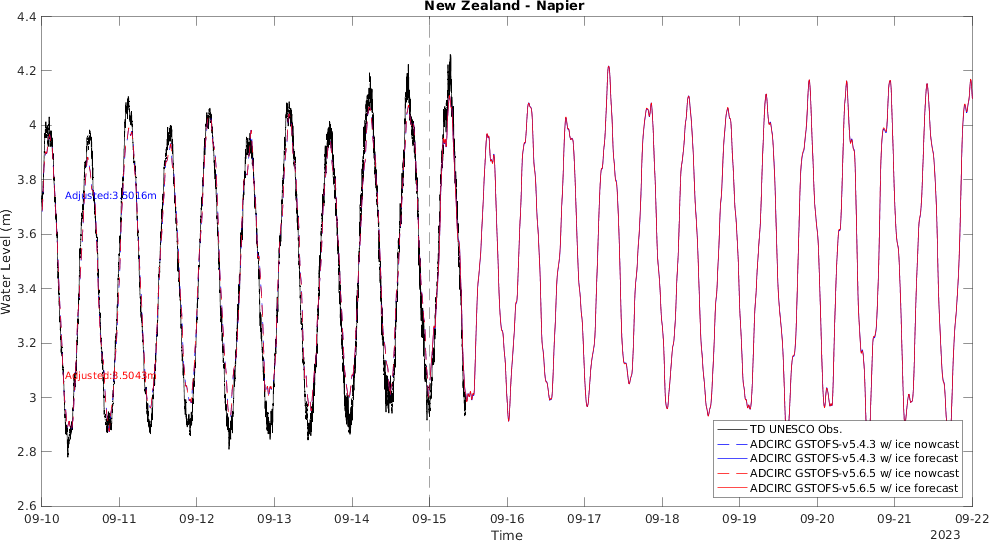 New Zealand - Napier
4.4
4.2
4
3.8
3.6
3.4
3.2
3
2.8
2.6
Water Level (m)
Adjusted:3.5016m
Adjusted:3.5043m
TD UNESCO Obs.
ADCIRC GSTOFS-v5.4.3 w/ ice nowcast
ADCIRC GSTOFS-v5.4.3 w/ ice forecast
ADCIRC GSTOFS-v5.6.5 w/ ice nowcast
ADCIRC GSTOFS-v5.6.5 w/ ice forecast
09-10 09-11 09-12 09-13 09-14 09-15 09-16 09-17 09-18 09-19 09-20 09-21 09-22
Time
2023